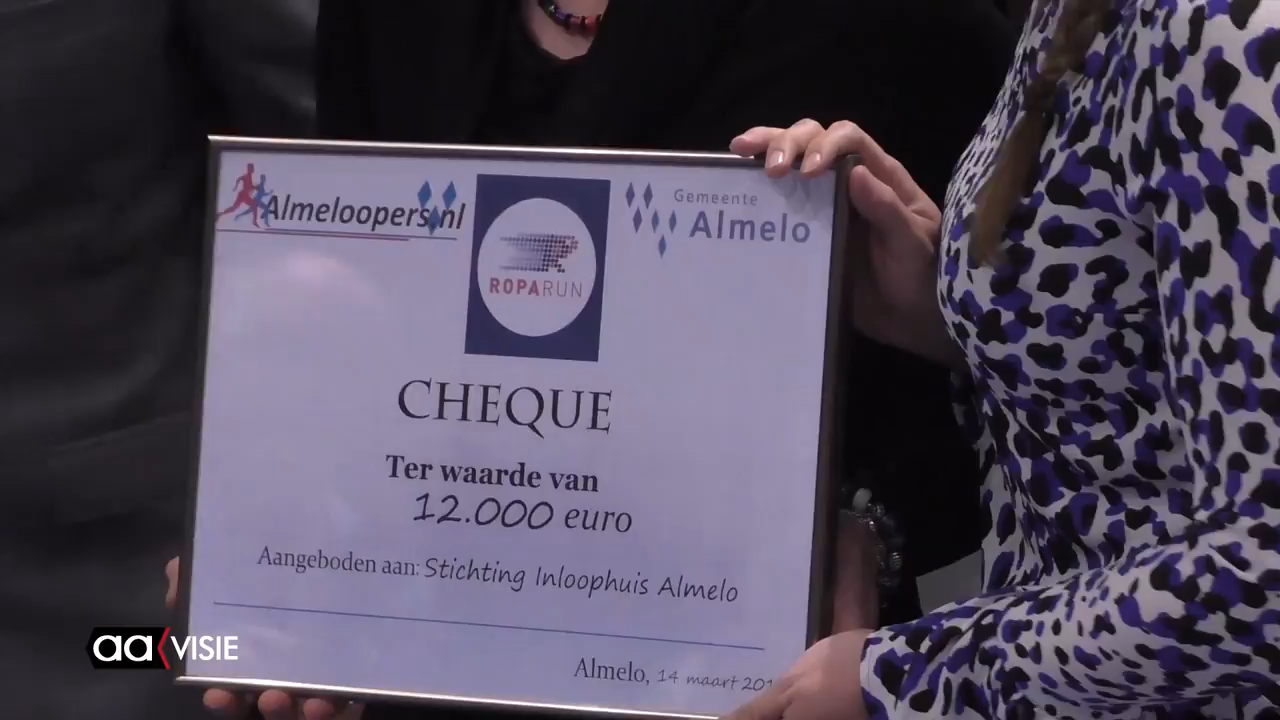 Almeloopers.nl
ROPARUN
Gemeente
Almelo
CHEQUE
Ter waarde van
12.000 euro
Aangeboden aan: Stichting Inloophuis Almelo
Almelo, 14 maart 201
aa VISIE